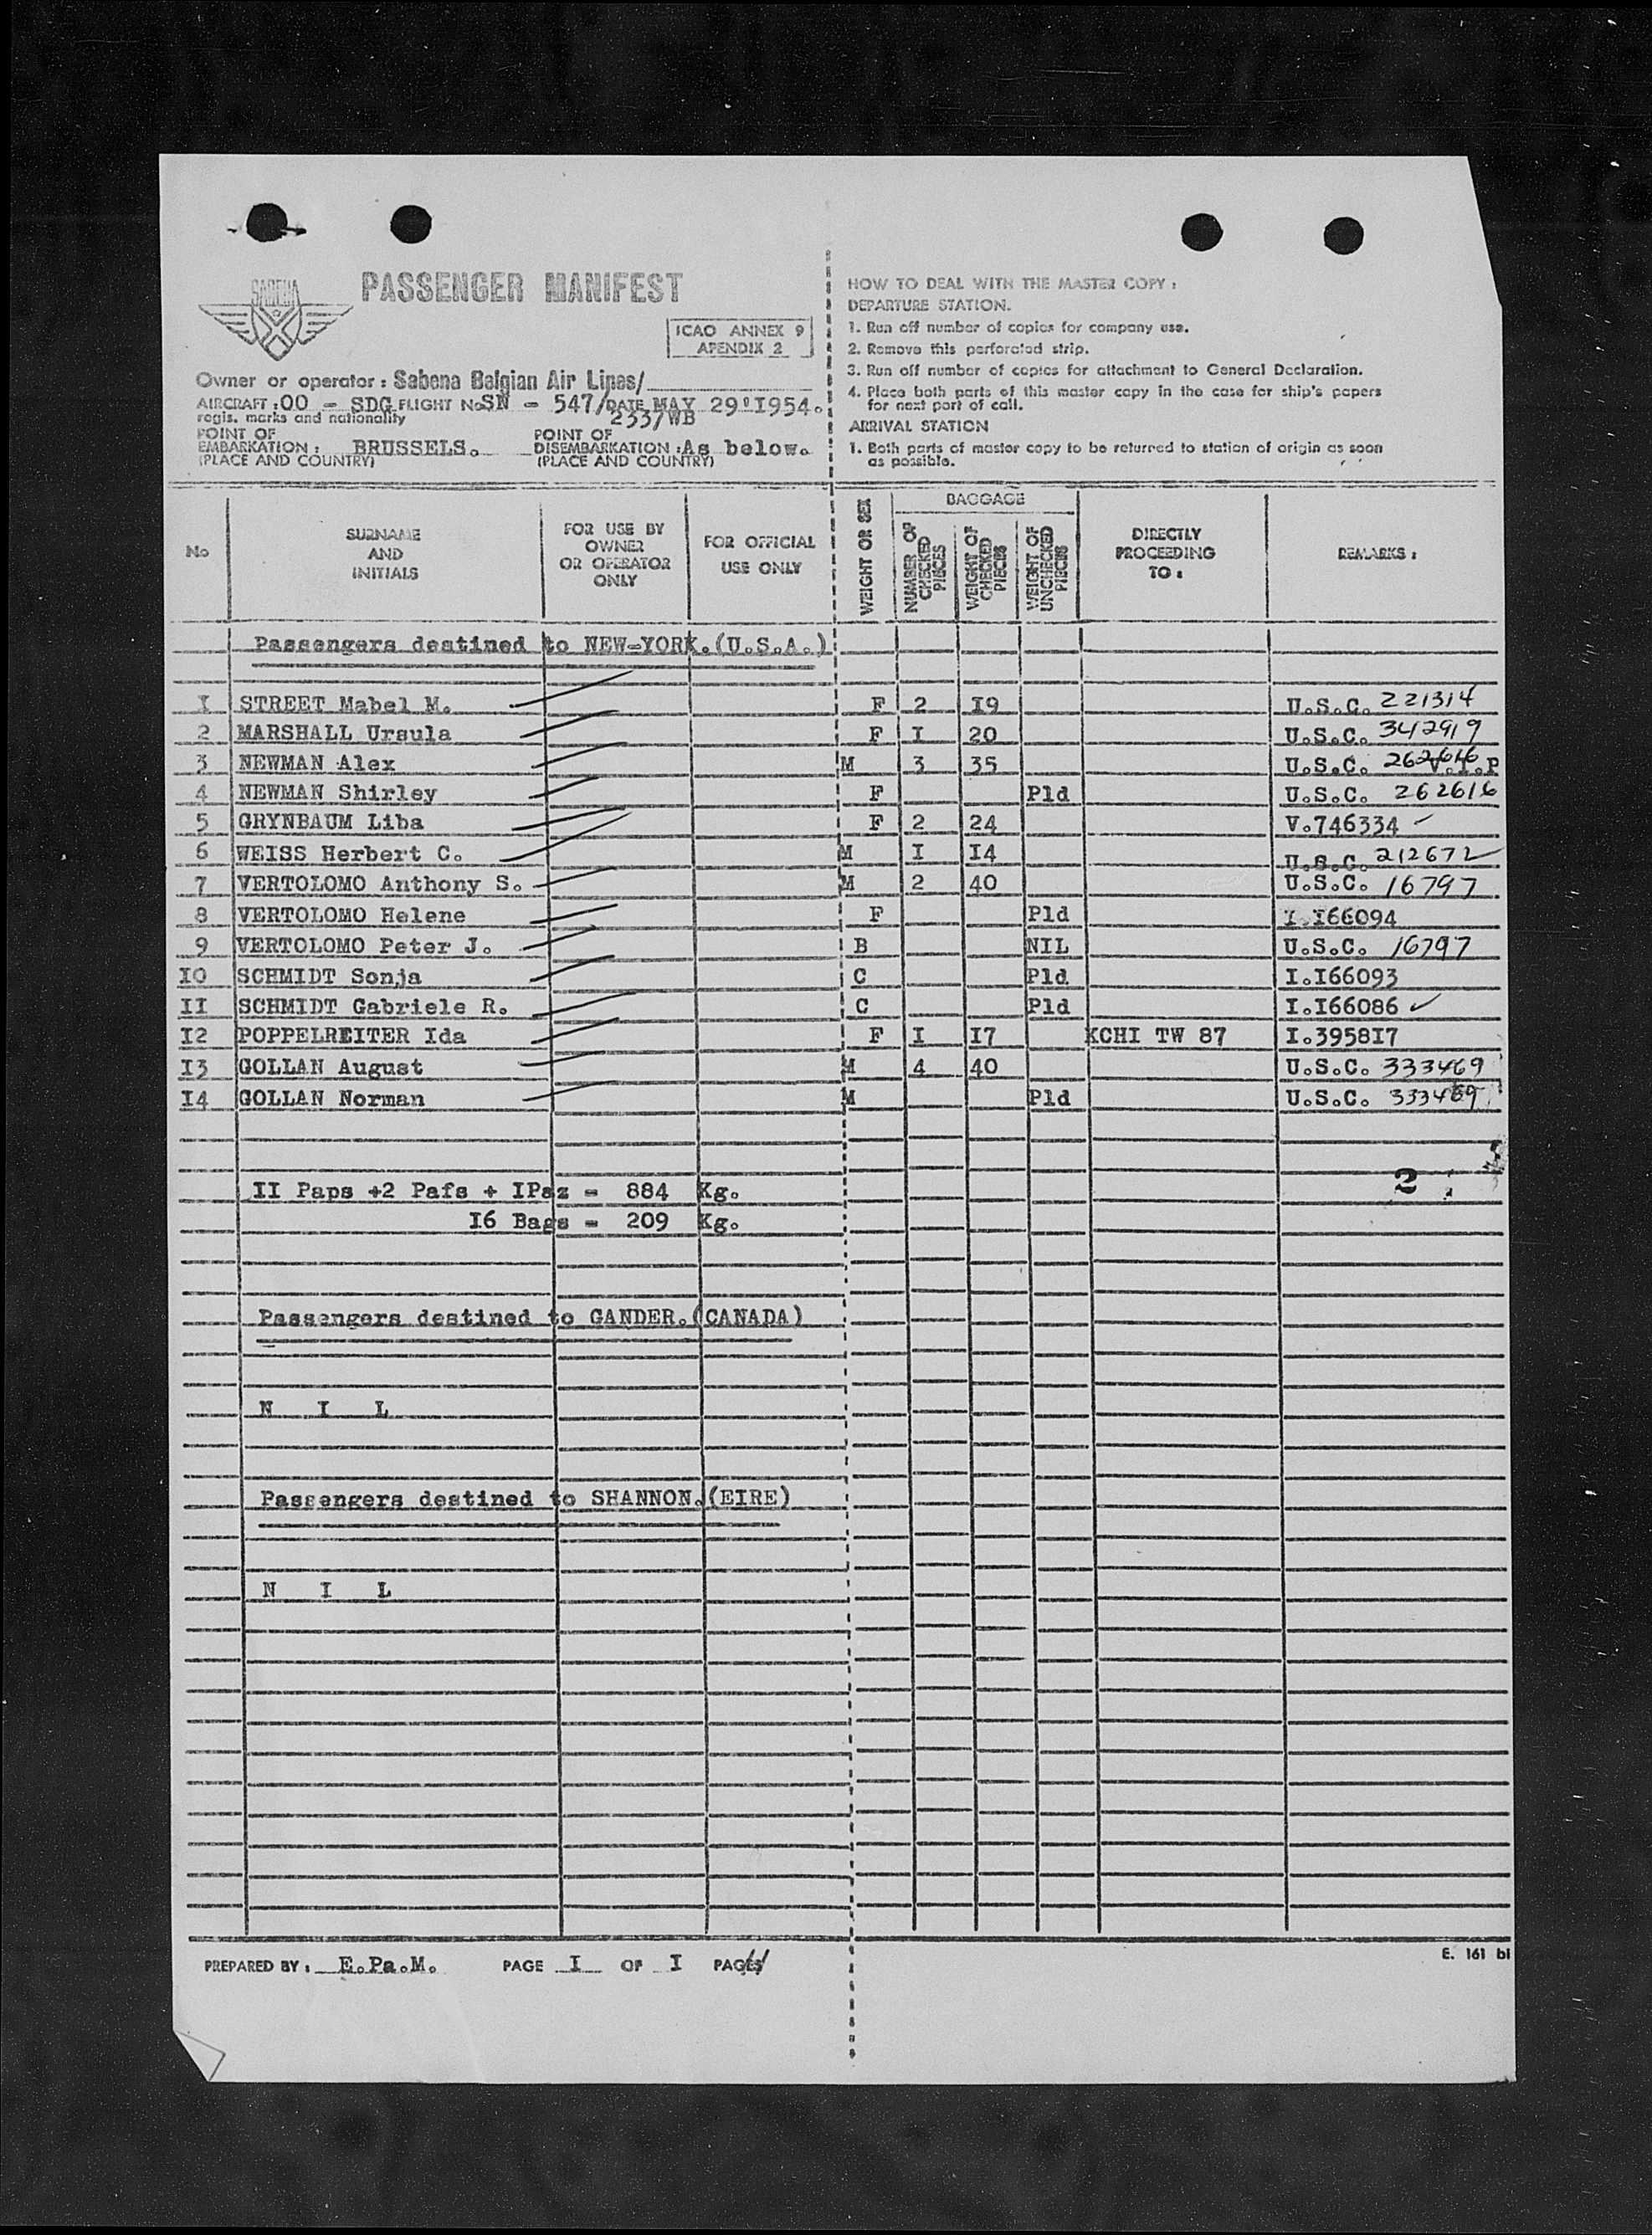 SABENA
PASSENGER MANIFEST
ICAO ANNEX 9
APENDIX 2
Owner or operator : Sabena Belgian Air Lines/
AIRCRAFT : OO - SDG FLIGHT No SN - 547/ DATE MAY 29'1954.
regis. marks and nationality 233/WB
POINT OF EMBARKATION : BRUSSELS. POINT OF DISEMBARKATION : As below.
(PLACE AND COUNTRY) (PLACE AND COUNTRY)
HOW TO DEAL WITH THE MASTER COPY :
DEPARTURE STATION.
1. Run off number of copies for company use.
2. Remove this perforated strip.
3. Run off number of copies for attachment to General Declaration.
4. Place both parts of this master copy in the case for ship's papers
for next port of call.
ARRIVAL STATION
1. Both parts of master copy to be returned to station of origin as soon
as possible.
No
SURNAME
AND
INITIALS
FOR USE BY
OWNER
OR OPERATOR
ONLY
FOR OFFICIAL
USE ONLY
WEIGHT OR SEX
BAGGAGE
NUMBER OF
CHECKED
PIECES
WEIGHT OF
CHECKED
PIECES
WEIGHT OF
UNCHECKED
PIECES
DIRECTLY
PROCEEDING
TO :
REMARKS :
Passengers destined to NEW-YORK.(U.S.A.)
I STREET Mabel M. F 2 I9 U.S.C. 221314
2 MARSHALL Ursula F I 20 U.S.C. 342919
3 NEWMAN Alex M 3 35 U.S.C. 262616 V.I.P
4 NEWMAN Shirley F Pld U.S.C. 262616
5 GRYNBAUM Liba F 2 24 V.746334
6 WEISS Herbert C. M I I4 U.S.C. 212672
7 VERTOLOMO Anthony S. M 2 40 U.S.C. 16797
8 VERTOLOMO Helene F Pld I.I66094
9 VERTOLOMO Peter J. B NIL U.S.C. 16797
I0 SCHMIDT Sonja C Pld I.I66093
II SCHMIDT Gabriele R. C Pld I.I66086
I2 POPPELREITER Ida F I I7 KCHI TW 87 I.3958I7
I3 GOLLAN August M 4 40 U.S.C. 333469
I4 GOLLAN Norman M Pld U.S.C. 333469
2
II Paps +2 Pafs + IPaz = 884 Kg.
I6 Bags = 209 Kg.
Passengers destined to GANDER.(CANADA)
N I L
Passengers destined to SHANNON.(EIRE)
N I L
PREPARED BY : E.Pa.M. PAGE I OF I PAGES
E. 161 bi